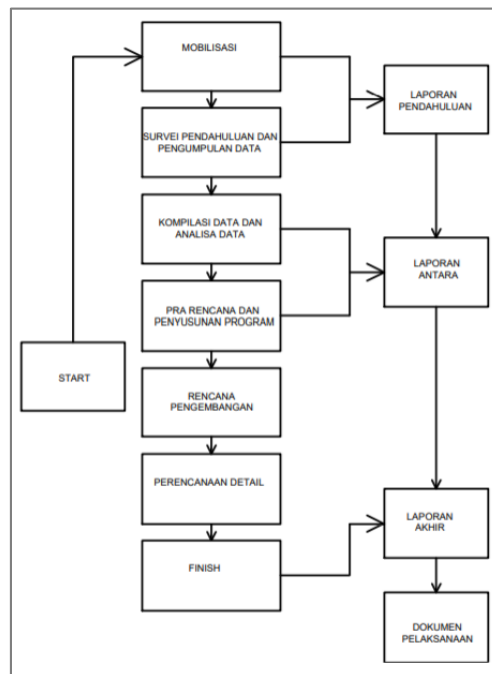 MOBILISASI
SURVEI PENDAHULUAN DAN
PENGUMPULAN DATA
KOMPILASI DATA DAN
ANALISA DATA
PRA RENCANA DAN
PENYUSUNAN PROGRAM
START
RENCANA
PENGEMBANGAN
PERENCANAAN DETAIL
FINISH
LAPORAN
PENDAHULUAN
LAPORAN
ANTARA
LAPORAN
AKHIR
DOKUMEN
PELAKSANAAN